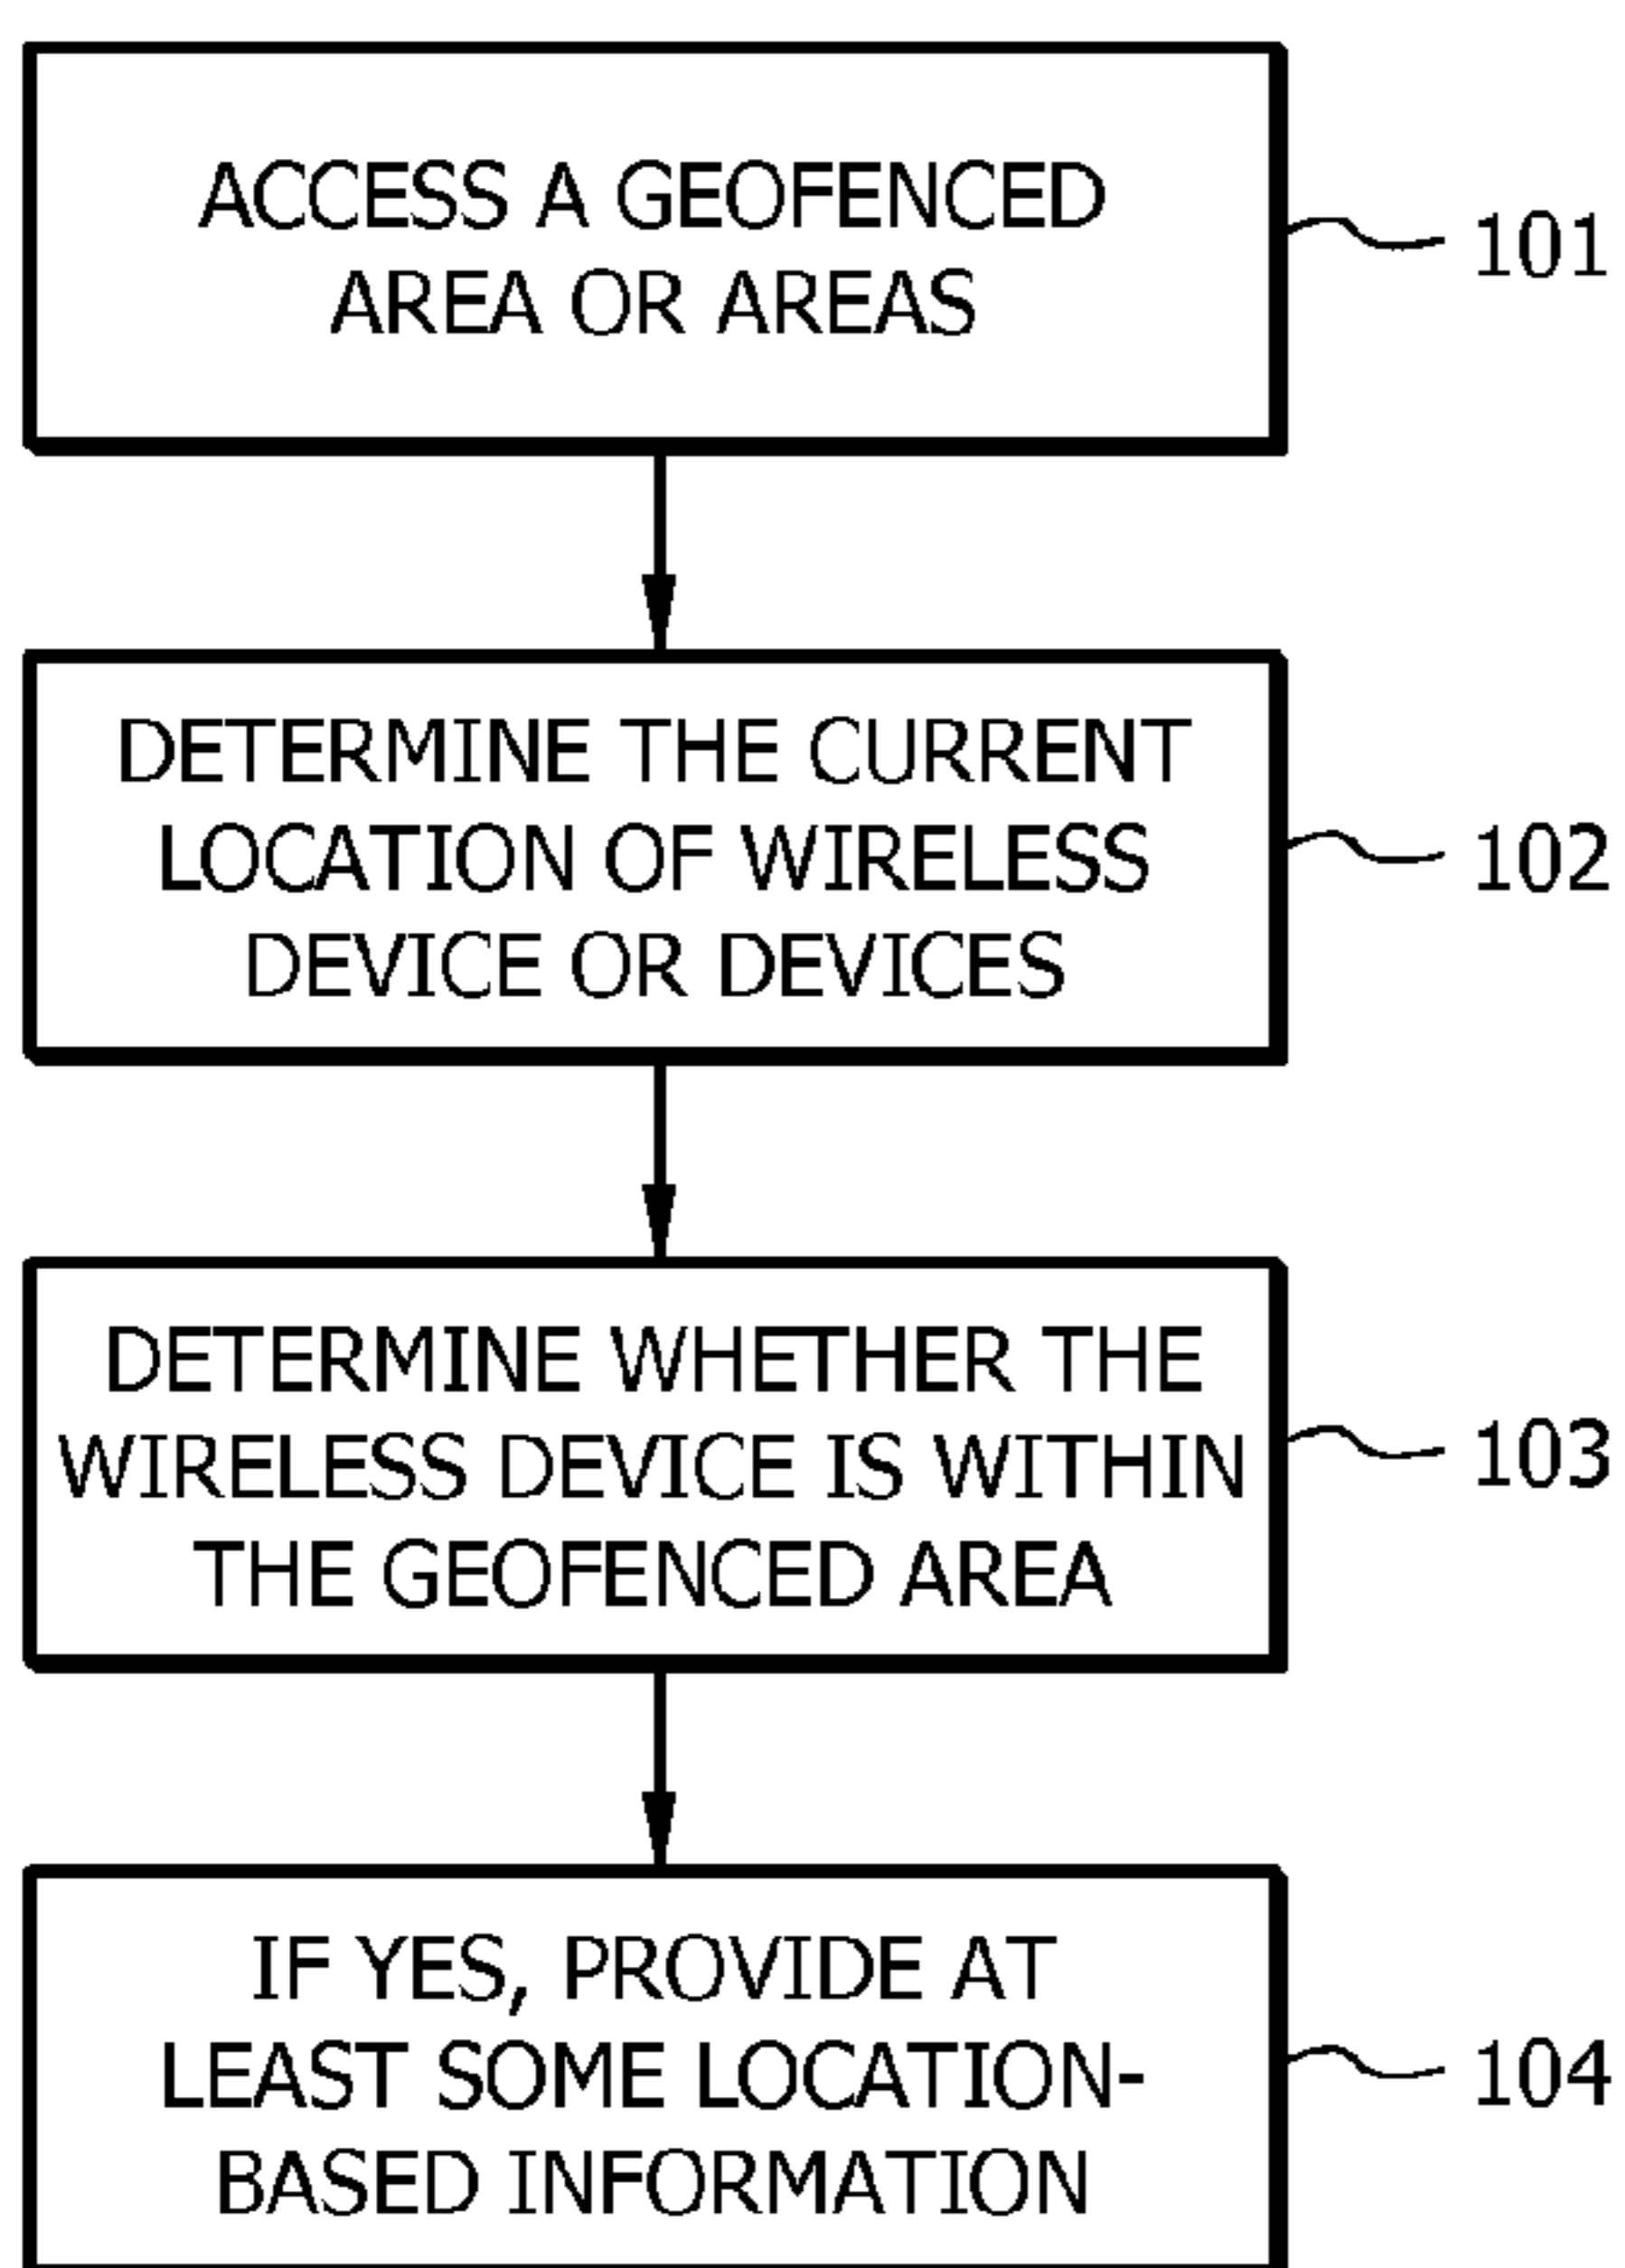 ACCESS A GEOFENCED
AREA OR AREAS
101
DETERMINE THE CURRENT
LOCATION OF WIRELESS
DEVICE OR DEVICES
102
DETERMINE WHETHER THE
WIRELESS DEVICE IS WITHIN
THE GEOFENCED AREA
103
IF YES, PROVIDE AT
LEAST SOME LOCATION-
BASED INFORMATION
104